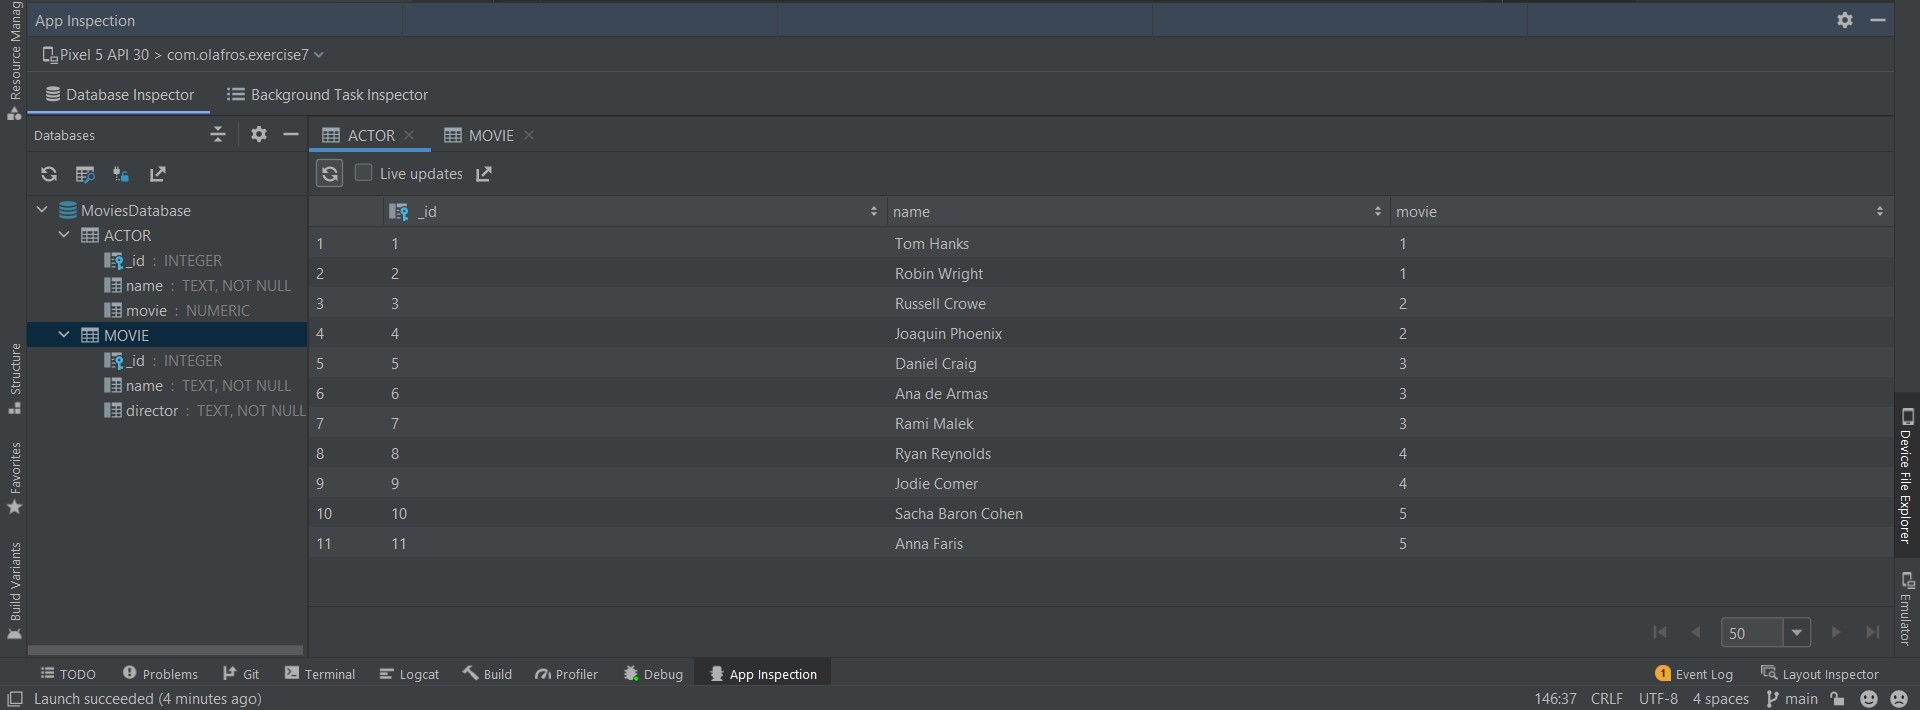 App Inspection
Pixel 5 API 30 > com.olafros.exercise7
Database Inspector Background Task Inspector
Databases
ACTOR MOVIE
Live updates
MoviesDatabase
ACTOR
_id : INTEGER
name : TEXT, NOT NULL
movie : NUMERIC
MOVIE
_id : INTEGER
name : TEXT, NOT NULL
director : TEXT, NOT NULL
_id name movie
1 1 Tom Hanks 1
2 2 Robin Wright 1
3 3 Russell Crowe 2
4 4 Joaquin Phoenix 2
5 5 Daniel Craig 3
6 6 Ana de Armas 3
7 7 Rami Malek 3
8 8 Ryan Reynolds 4
9 9 Jodie Comer 4
10 10 Sacha Baron Cohen 5
11 11 Anna Faris 5
50
Resource Manag
Structure
Favorites
Build Variants
Device File Explorer
Emulator
TODO Problems Git Terminal Logcat Build Profiler Debug App Inspection 1 Event Log Layout Inspector
Launch succeeded (4 minutes ago) 146:37 CRLF UTF-8 4 spaces main